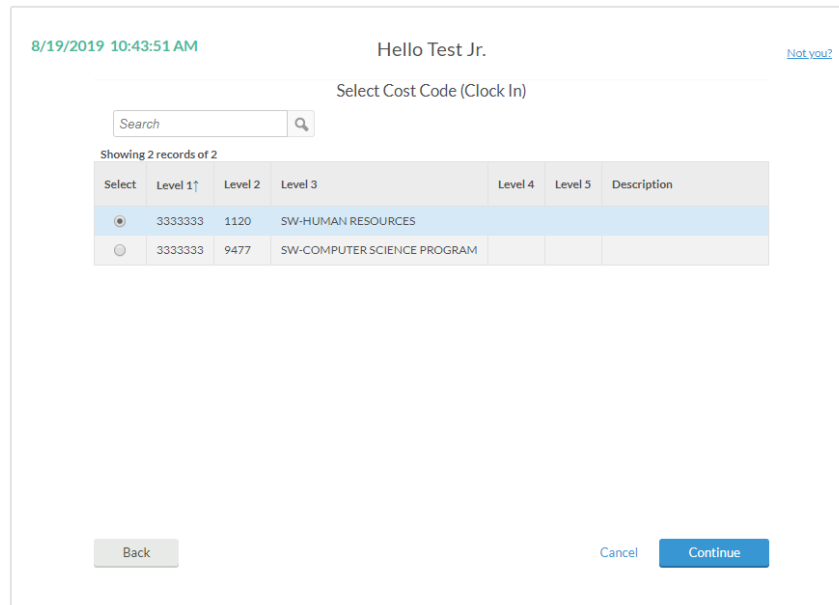 8/19/2019 10:43:51 AM
Hello Test Jr.
Not you?
Select Cost Code (Clock In)
Search
Showing 2 records of 2
Select Level 1↑ Level 2 Level 3 Level 4 Level 5 Description
3333333 1120 SW-HUMAN RESOURCES
3333333 9477 SW-COMPUTER SCIENCE PROGRAM
Back Cancel Continue